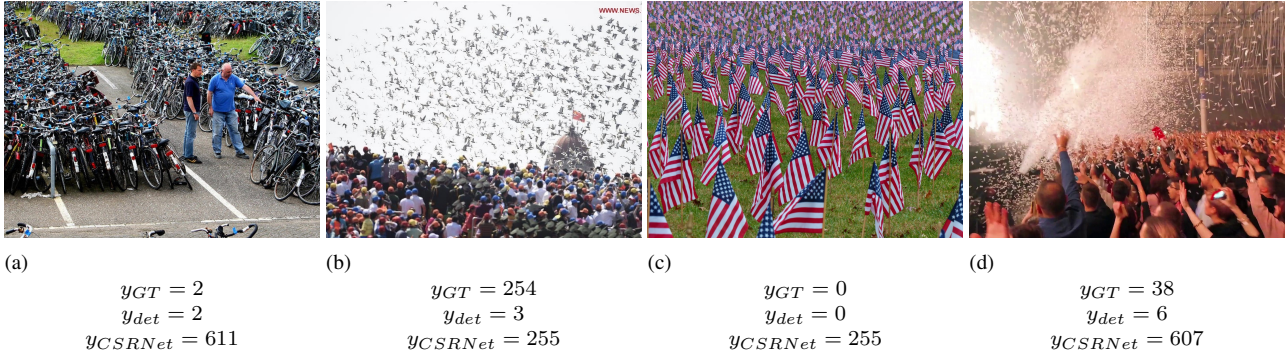 WWW.NEWS.
(a)
(b)
(c)
(d)
y_GT = 2
y_det = 2
y_CSRNet = 611
y_GT = 254
y_det = 3
y_CSRNet = 255
y_GT = 0
y_det = 0
y_CSRNet = 255
y_GT = 38
y_det = 6
y_CSRNet = 607